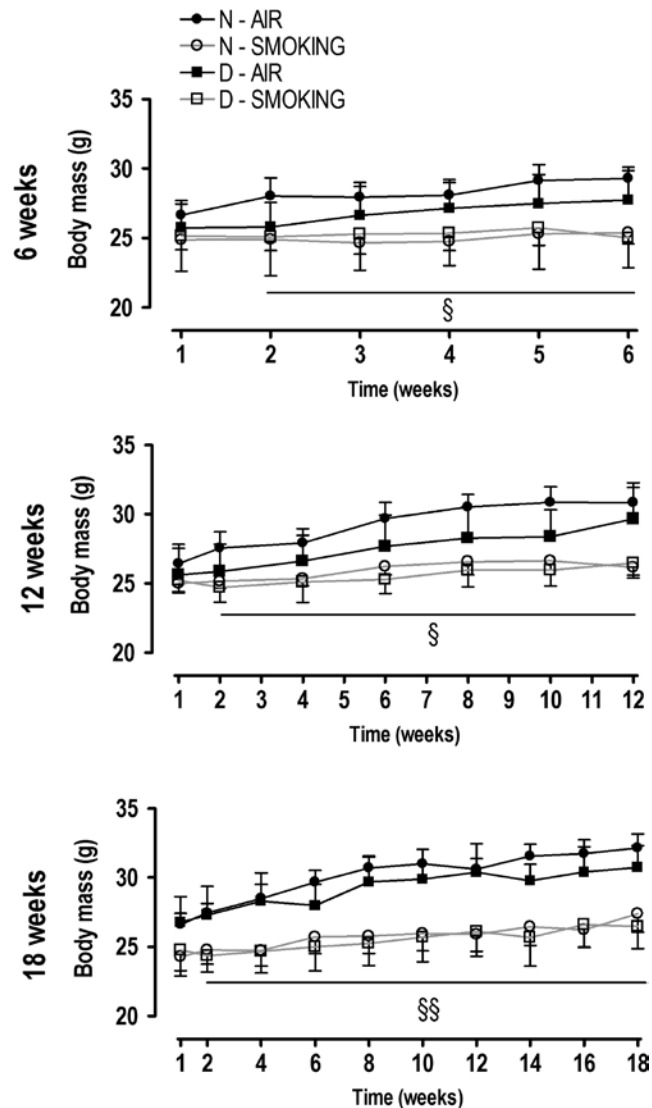 N - AIR
N - SMOKING
D - AIR
D - SMOKING
6 weeks
Body mass (g)
35
30
25
20
§
1 2 3 4 5 6
Time (weeks)
12 weeks
Body mass (g)
35
30
25
20
§
1 2 3 4 5 6 7 8 9 10 11 12
Time (weeks)
18 weeks
Body mass (g)
35
30
25
20
§§
1 2 4 6 8 10 12 14 16 18
Time (weeks)